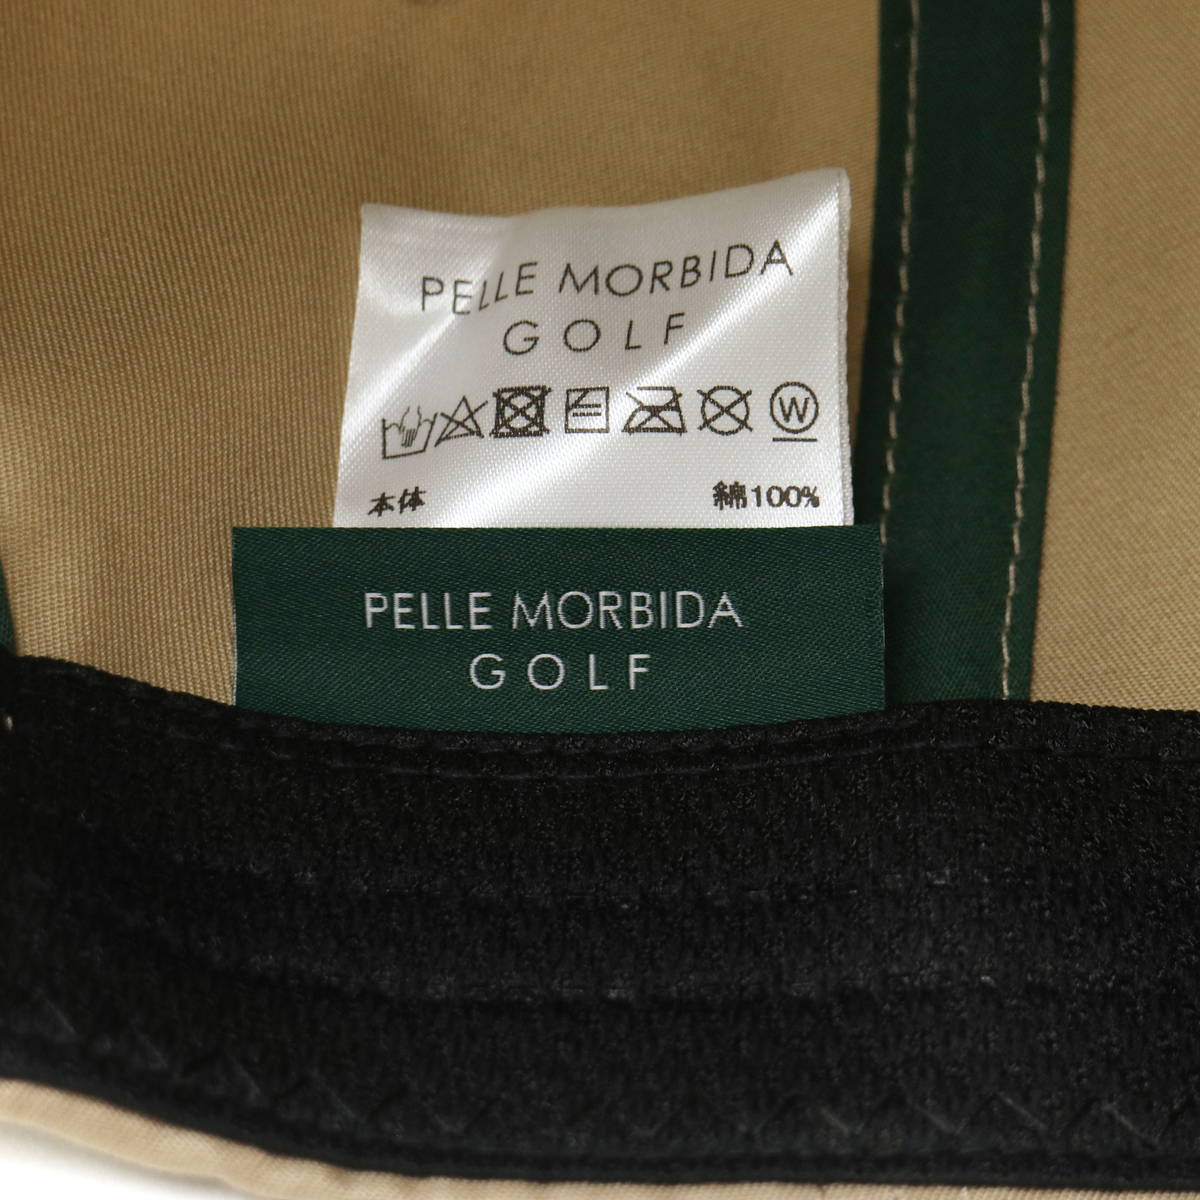 PELLE MORBIDA
GOLF
W
本体 綿100%
PELLE MORBIDA
GOLF